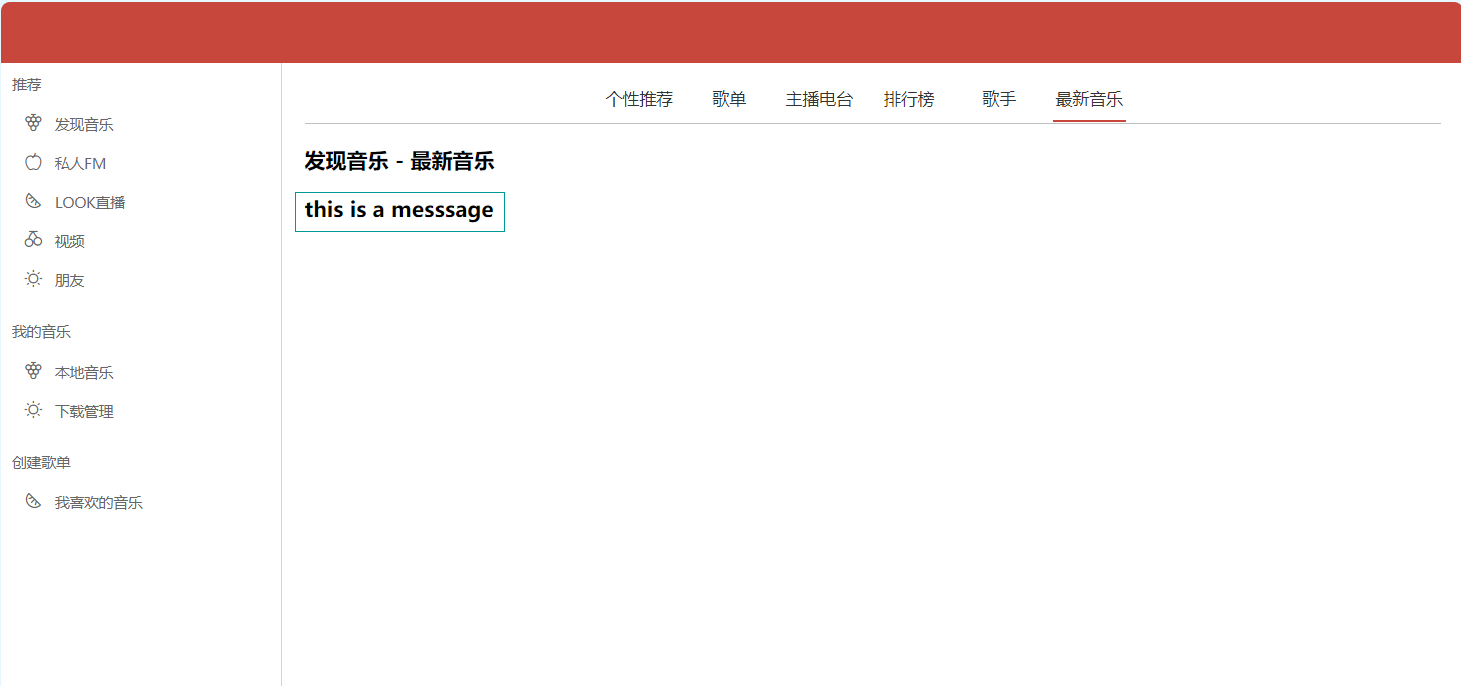 推荐
发现音乐
私人FM
LOOK直播
视频
朋友
我的音乐
本地音乐
下载管理
创建歌单
我喜欢的音乐
个性推荐 歌单 主播电台 排行榜 歌手 最新音乐
发现音乐 - 最新音乐
this is a messsage